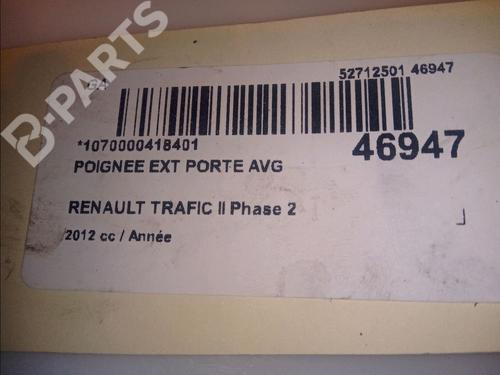 B-PARTS
52712501 46947
*1070000418401
46947
POIGNEE EXT PORTE AVG
RENAULT TRAFIC II Phase 2
2012 cc / Année